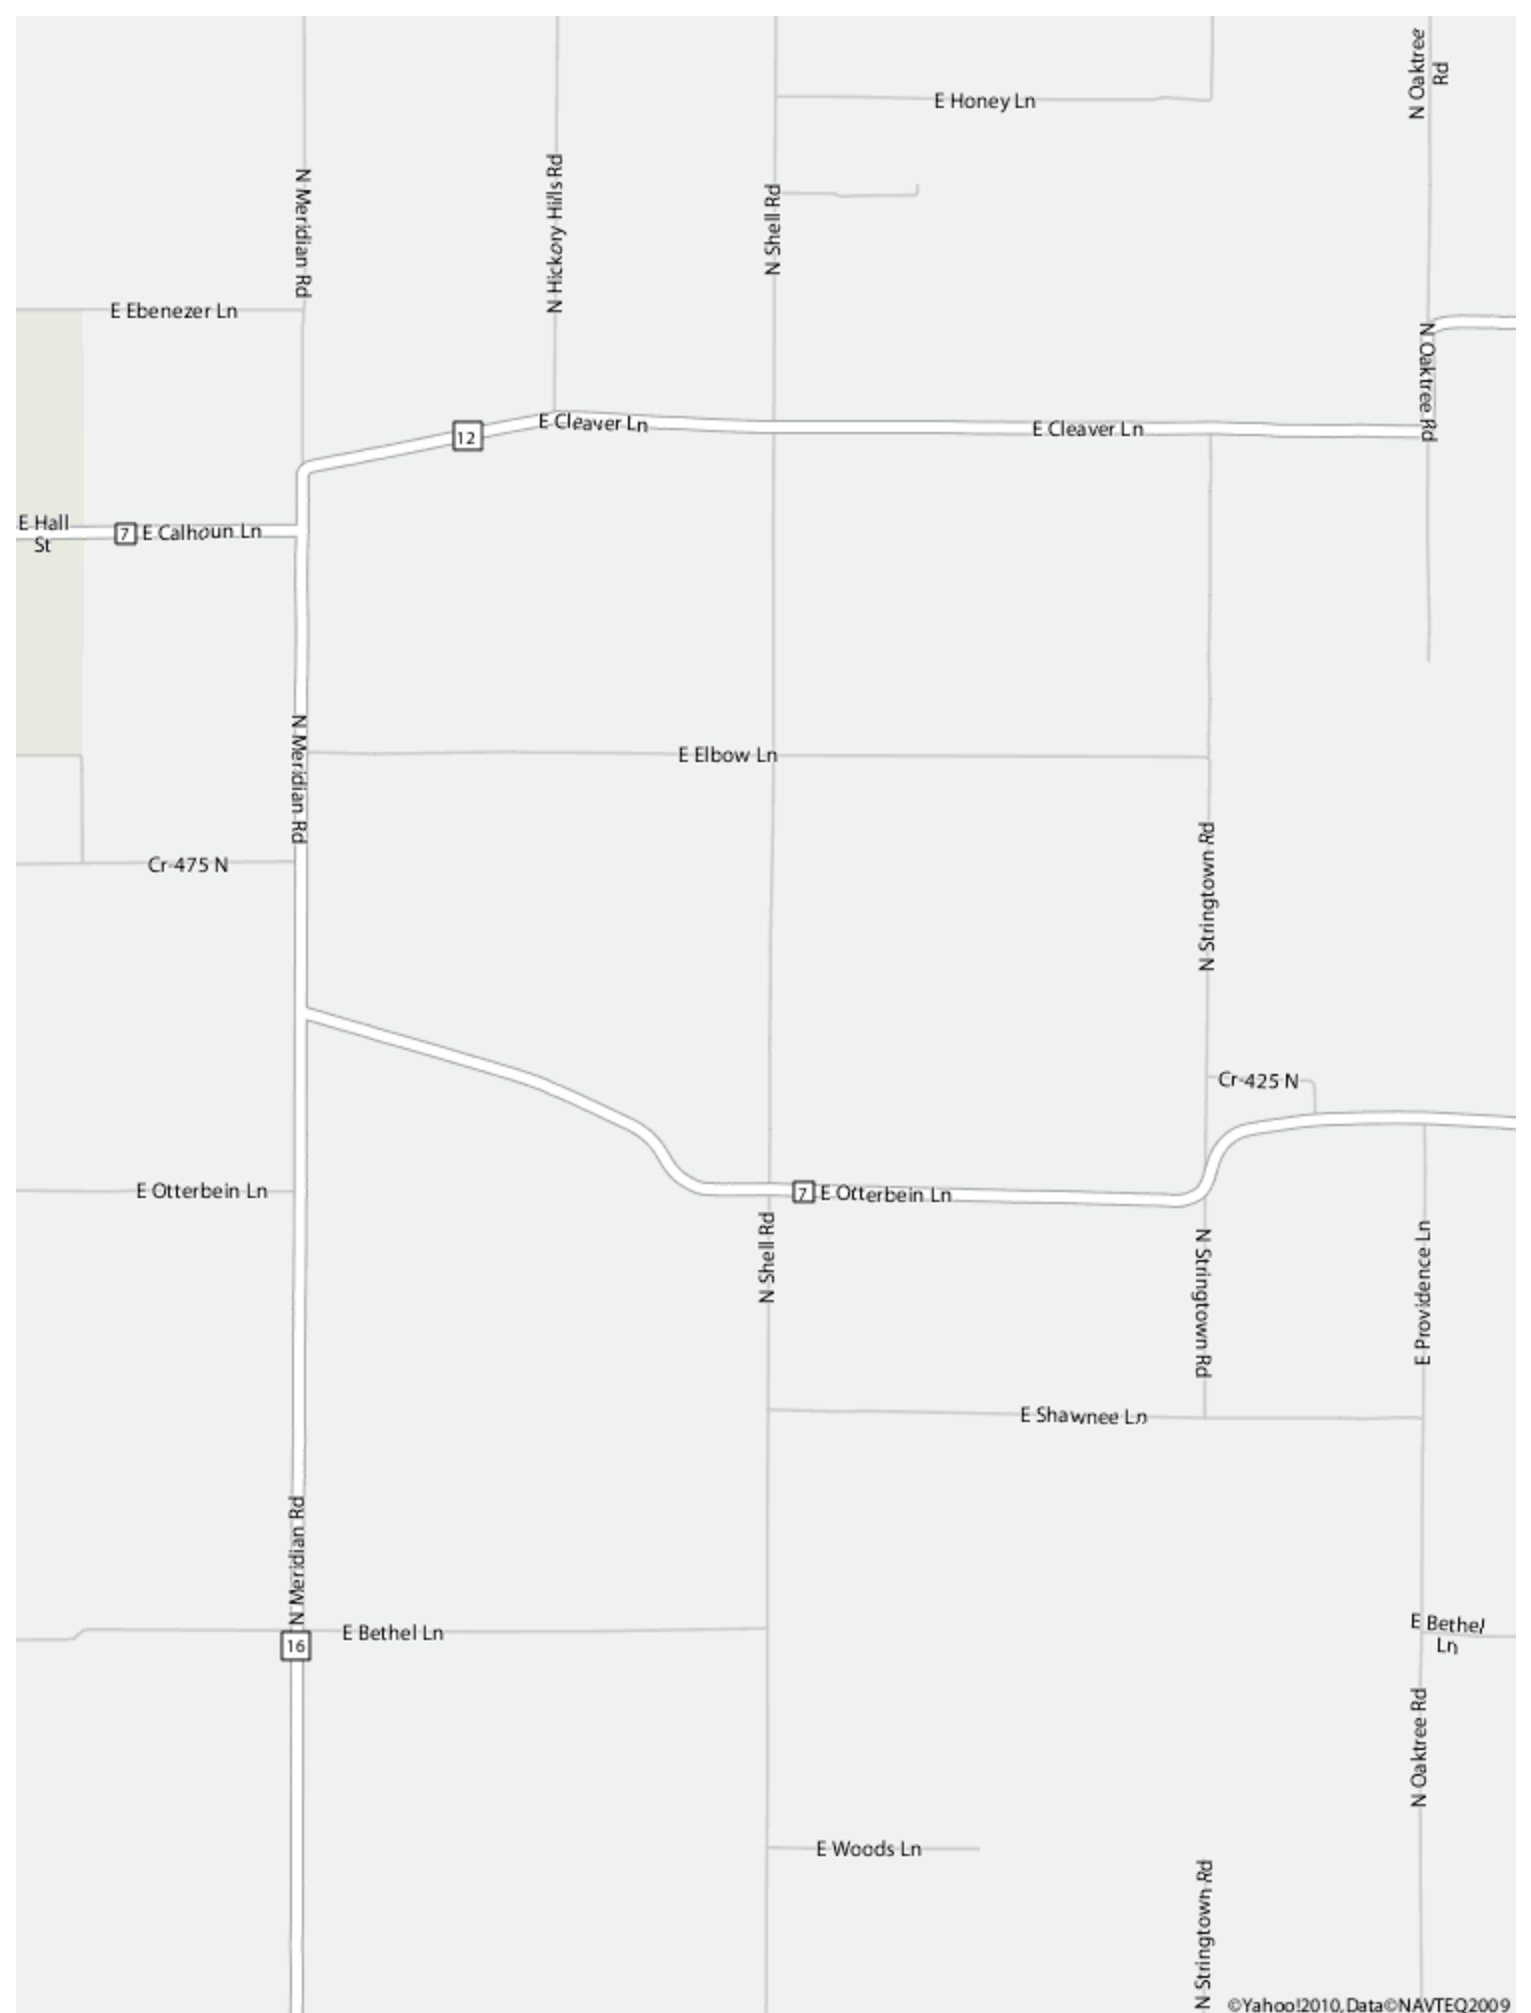 N Oaktree
Rd
E Honey Ln
N Meridian Rd
N Hickory Hills Rd
N Shell Rd
E Ebenezer Ln
N Oaktree Rd
E Cleaver Ln
E Cleaver Ln
12
E Hall
St
7
E Calhoun Ln
N Meridian Rd
E Elbow Ln
Cr-475 N
N Stringtown Rd
Cr-425 N
E Otterbein Ln
7
E Otterbein Ln
N Shell Rd
N Stringtown Rd
E Providence Ln
E Shawnee Ln
N Meridian Rd
E Bethel Ln
16
E Bethel
Ln
N Oaktree Rd
E Woods Ln
N Stringtown Rd
©Yahoo!2010,Data©NAVTEQ2009